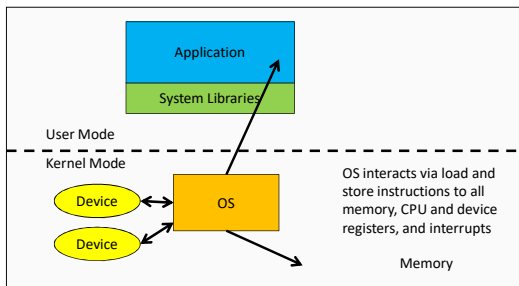 Application
System Libraries
User Mode
Kernel Mode
Device
OS
Device
OS interacts via load and
store instructions to all
memory, CPU and device
registers, and interrupts
Memory